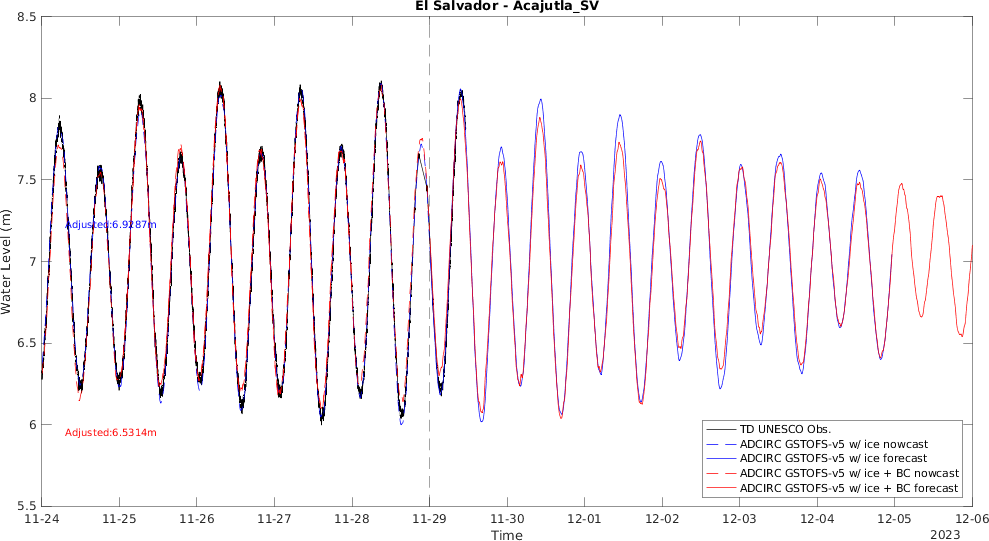 El Salvador - Acajutla_SV
8.5
8
7.5
7
6.5
6
5.5
Water Level (m)
Adjusted:6.9287m
Adjusted:6.5314m
TD UNESCO Obs.
ADCIRC GSTOFS-v5 w/ ice nowcast
ADCIRC GSTOFS-v5 w/ ice forecast
ADCIRC GSTOFS-v5 w/ ice + BC nowcast
ADCIRC GSTOFS-v5 w/ ice + BC forecast
11-24 11-25 11-26 11-27 11-28 11-29 11-30 12-01 12-02 12-03 12-04 12-05 12-06
Time
2023